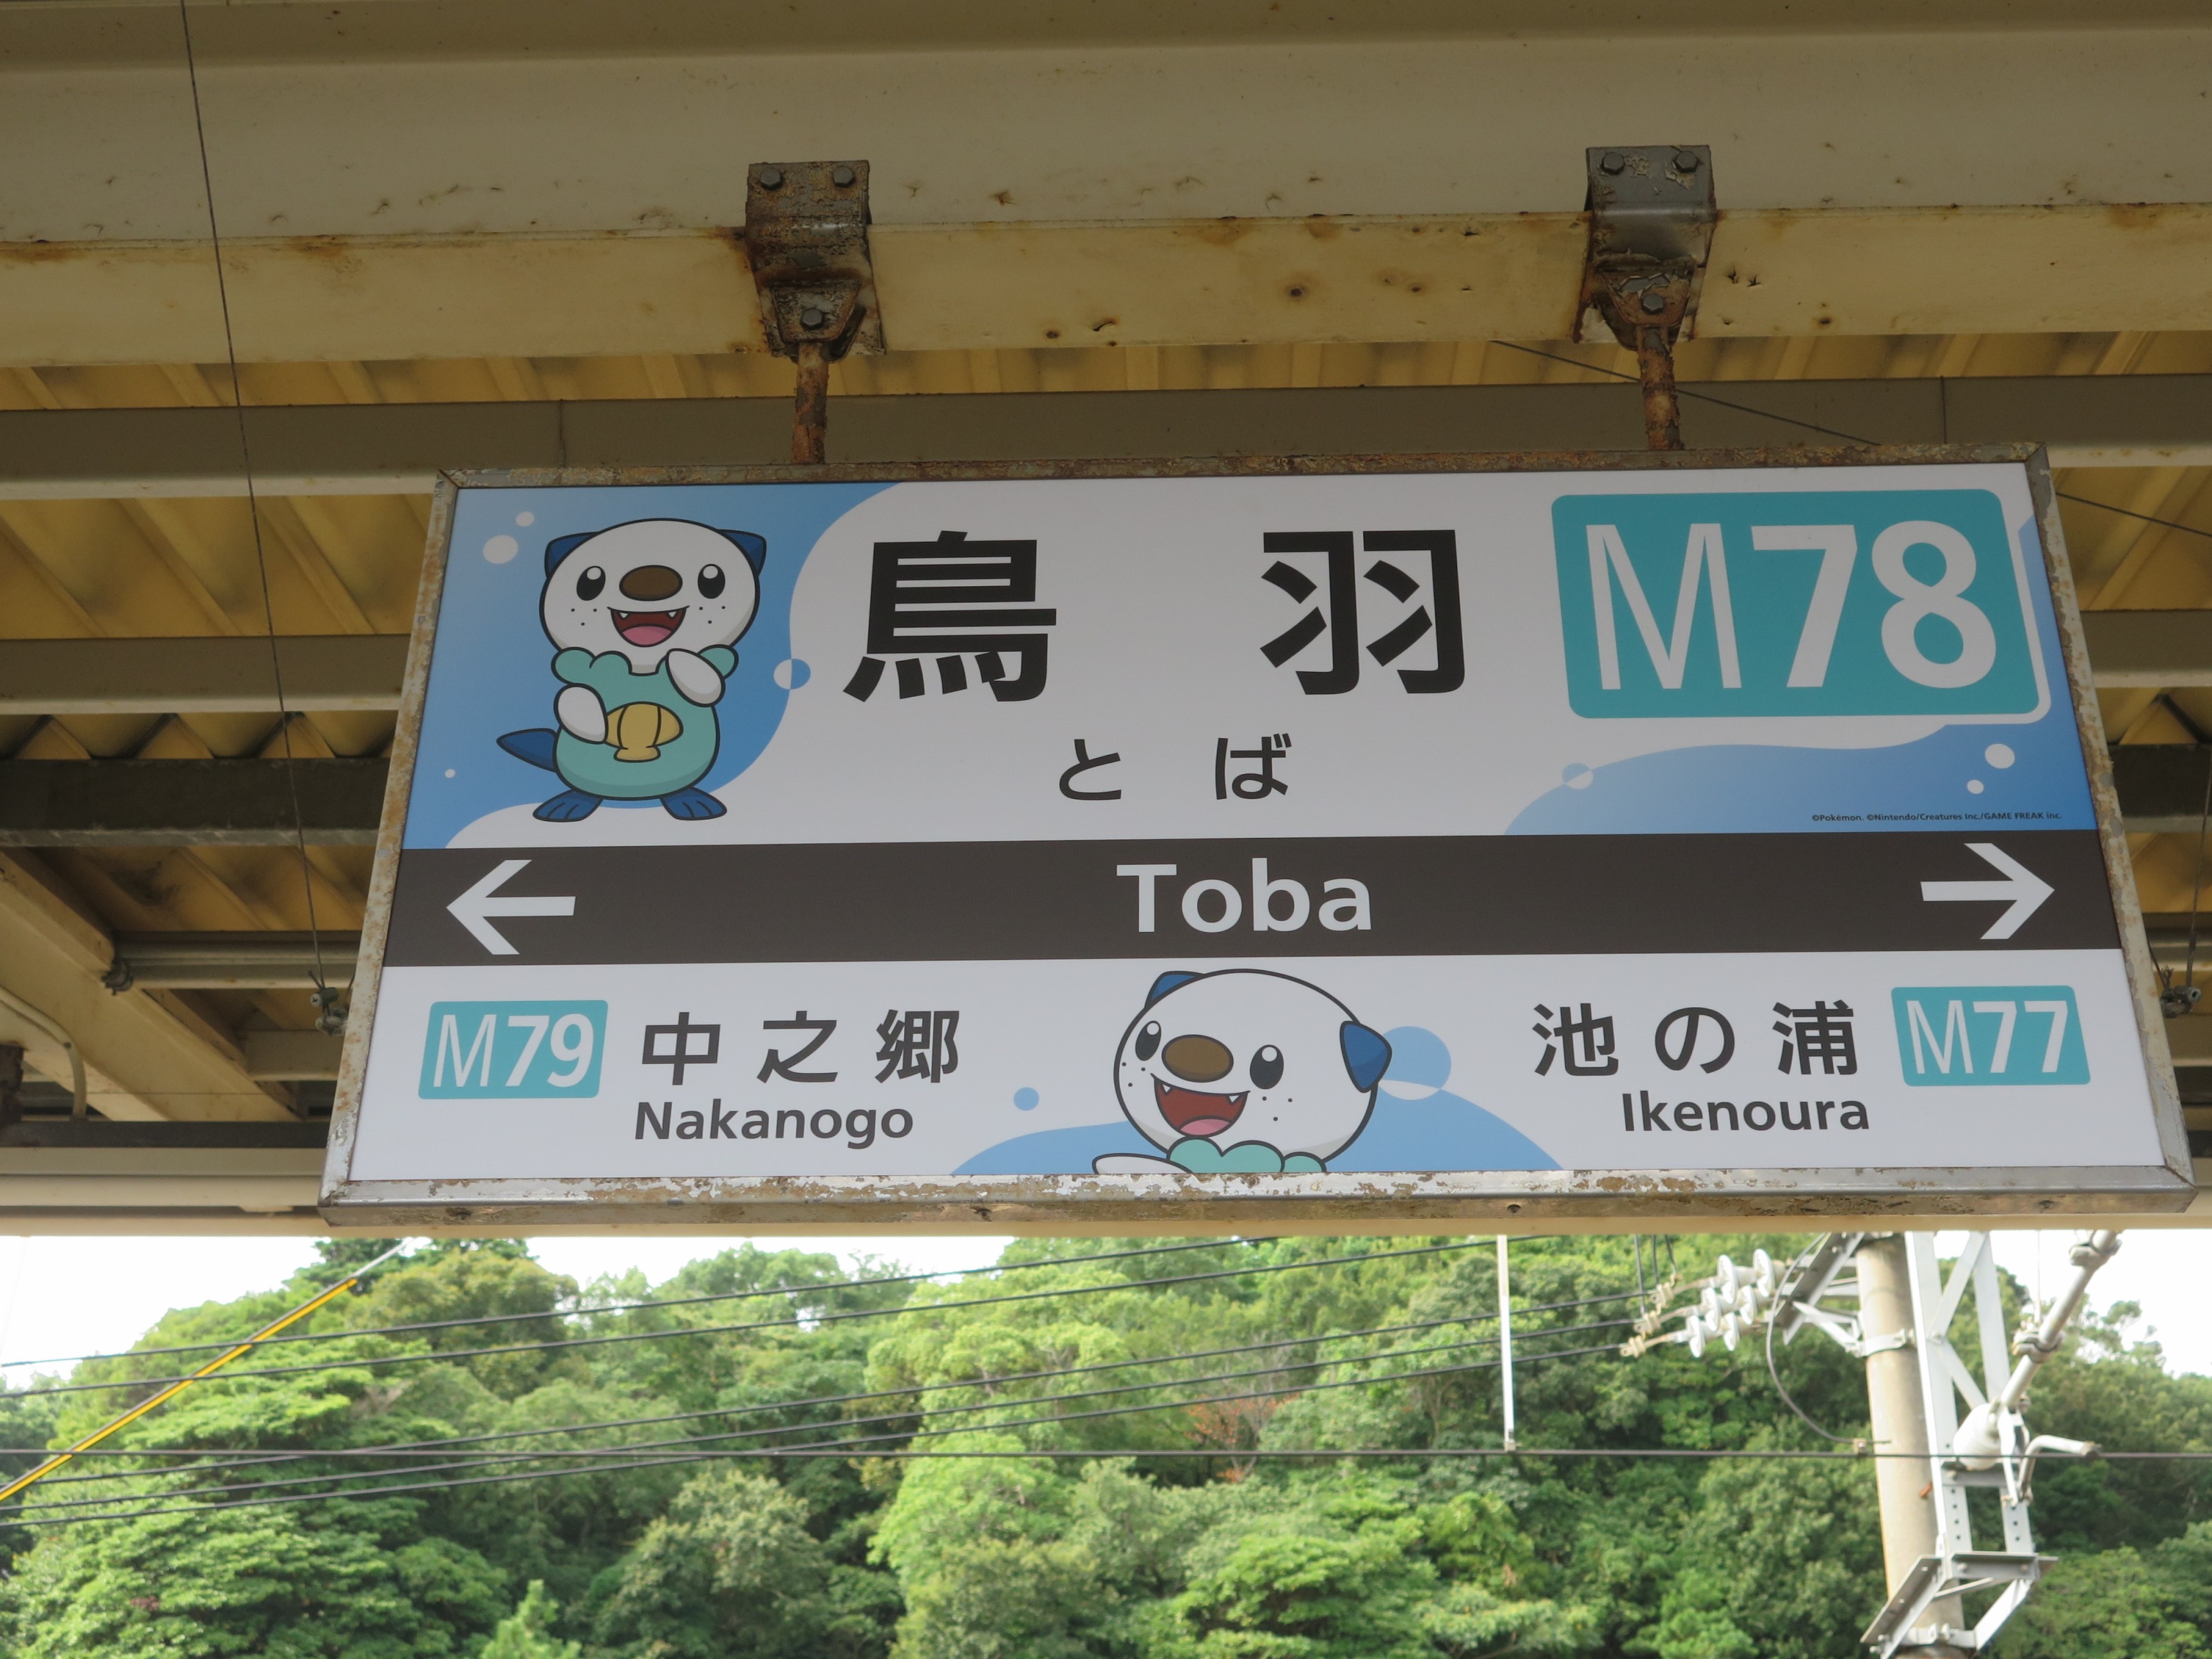 鳥羽 M78
とば
©Pokémon. ©Nintendo/Creatures Inc./GAME FREAK inc.
← Toba →
M79 中之郷 池の浦 M77
Nakanogo Ikenoura